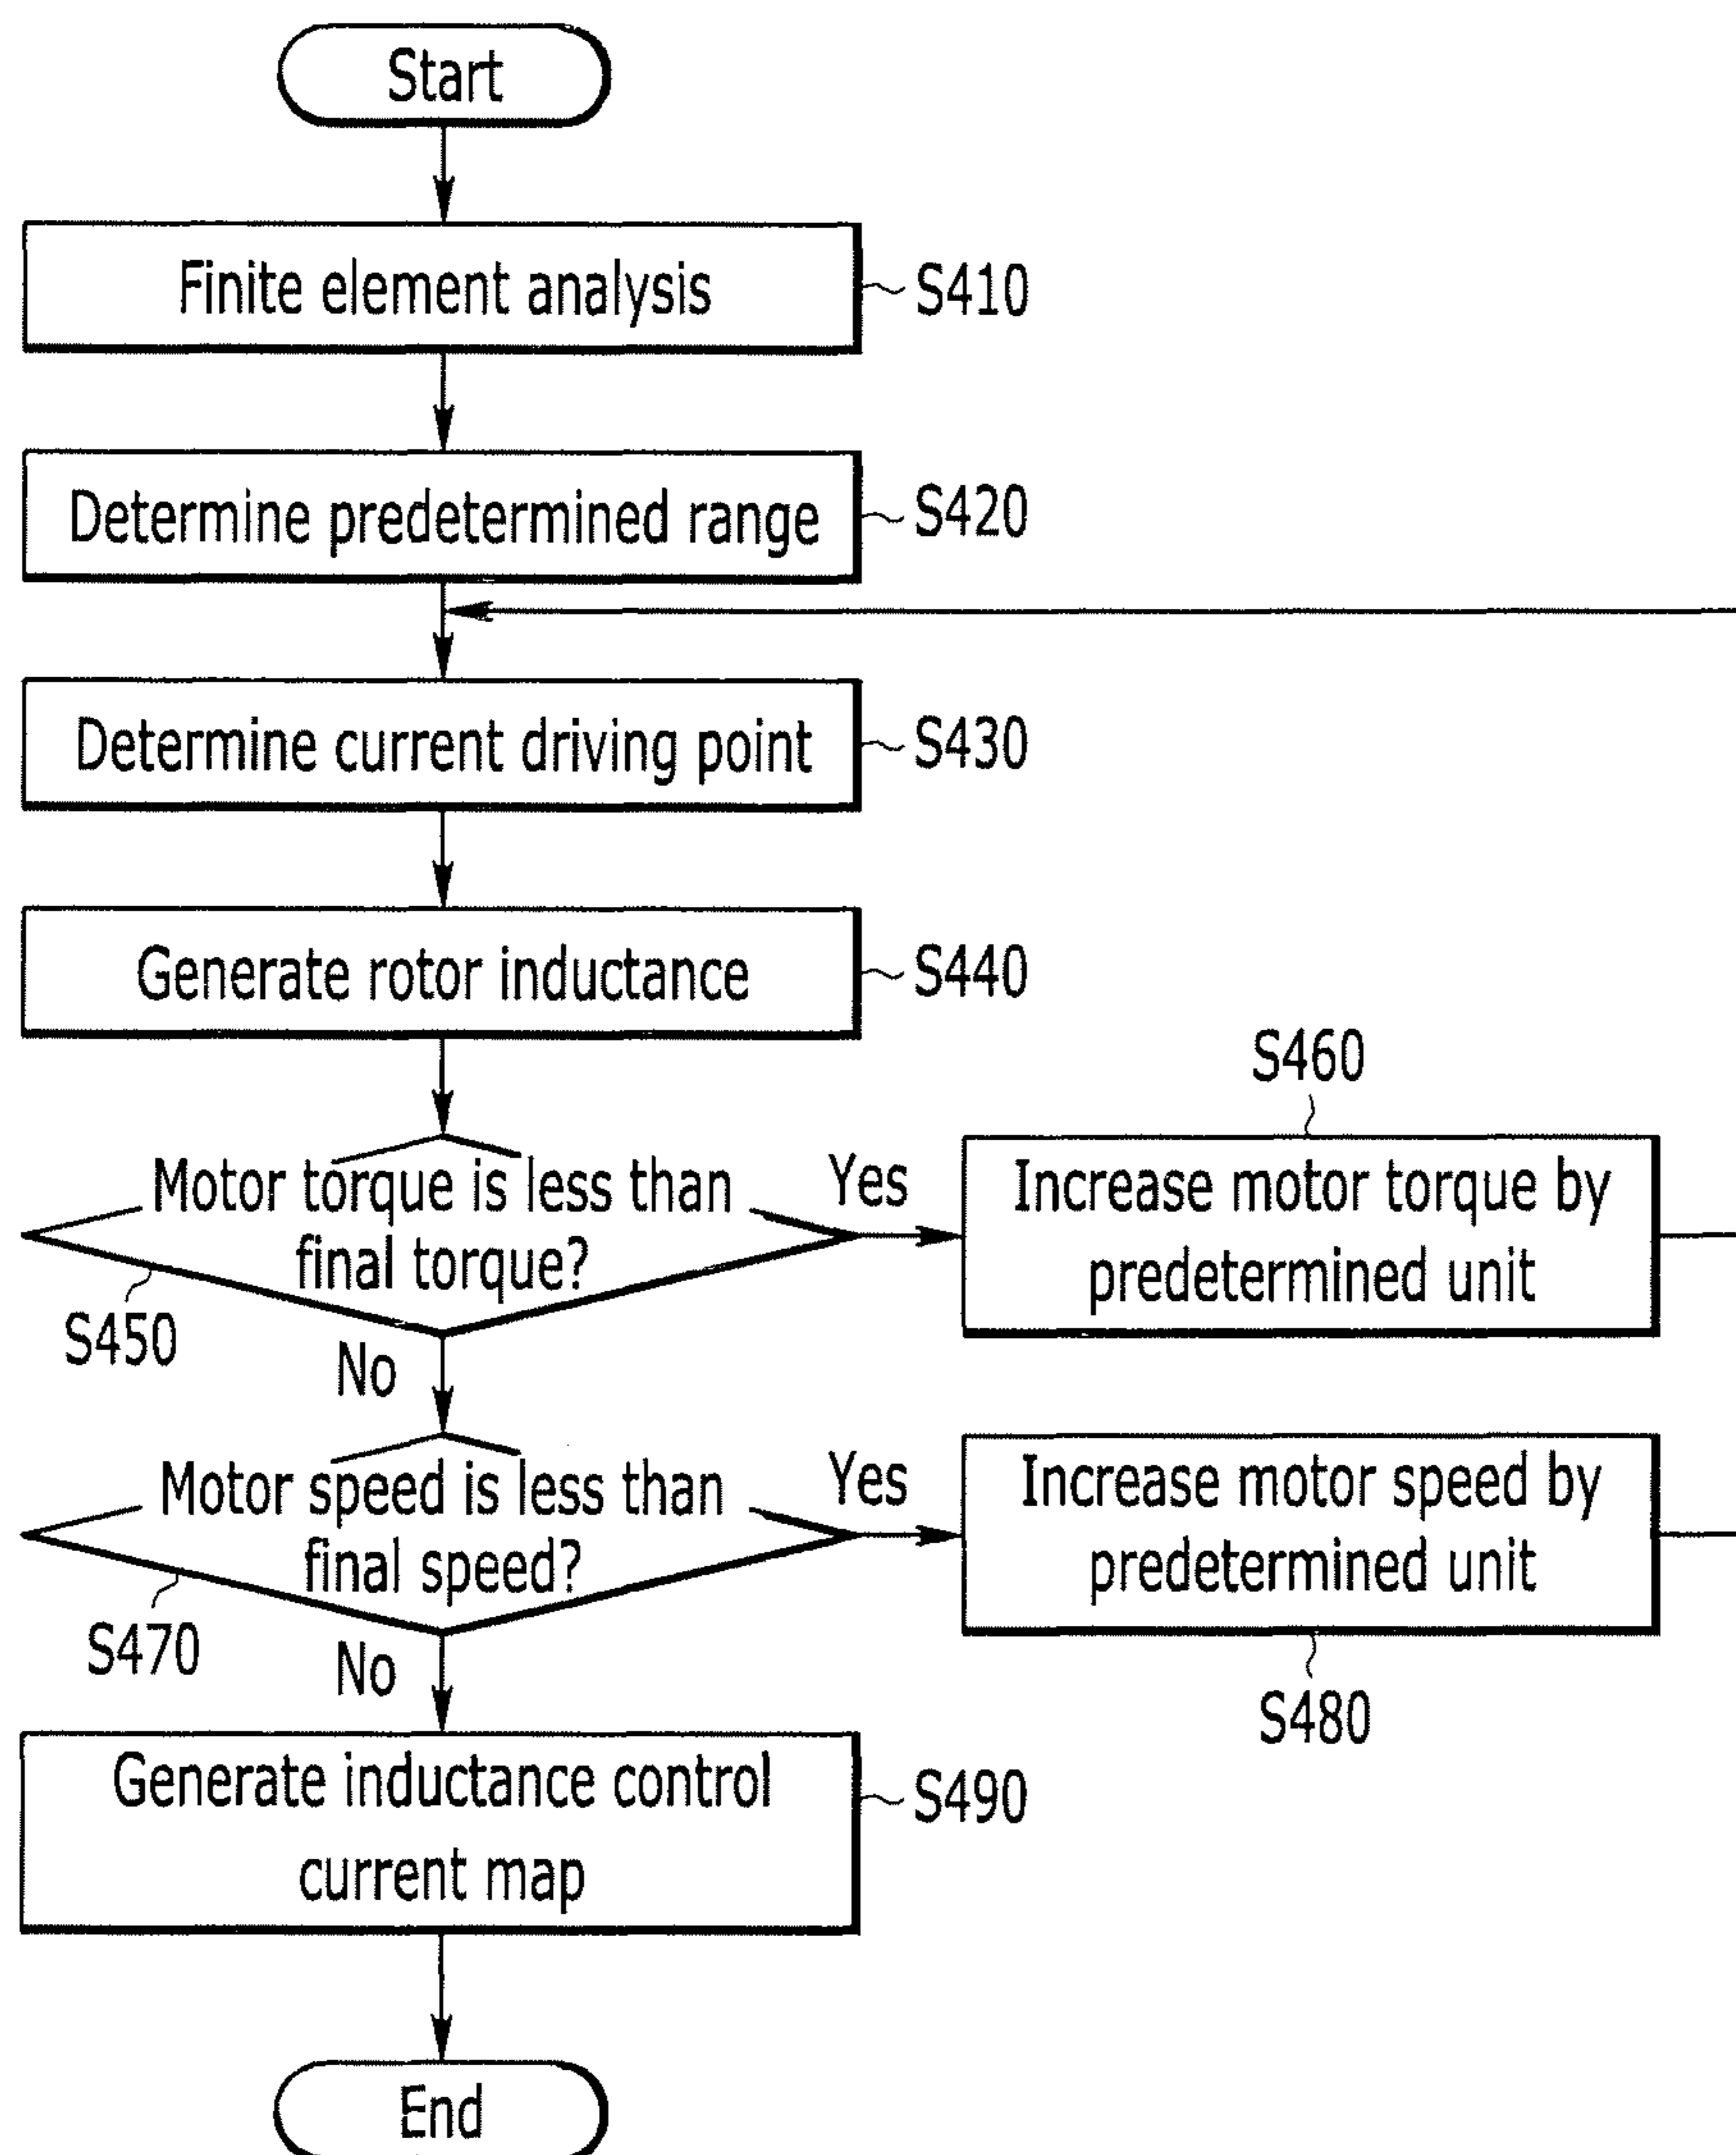 Start
Finite element analysis
S410
Determine predetermined range
S420
Determine current driving point
S430
Generate rotor inductance
S440
Motor torque is less than
final torque?
S450
Yes
No
S460
Increase motor torque by
predetermined unit
Motor speed is less than
final speed?
S470
Yes
No
Increase motor speed by
predetermined unit
S480
Generate inductance control
current map
S490
End